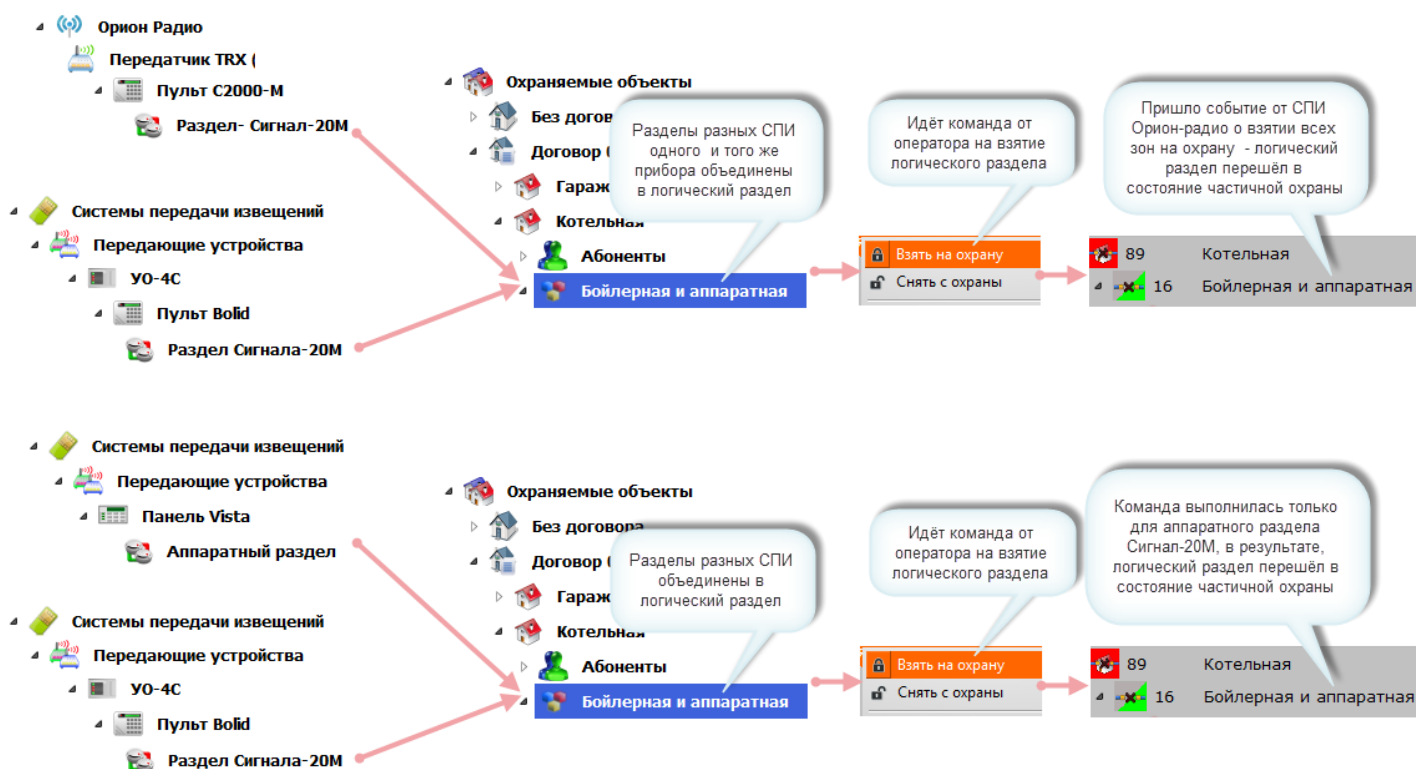 Орион Радио
Передатчик TRX (
Пульт С2000-М
Раздел- Сигнал-20М
Системы передачи извещений
Передающие устройства
УО-4С
Пульт Bolid
Раздел Сигнала-20М
Охраняемые объекты
Без догов
Договор (
Гараж
Котельная
Абоненты
Бойлерная и аппаратная
Разделы разных СПИ
одного и того же
прибора объединены
в логический раздел
Идёт команда от
оператора на взятие
логического раздела
Взять на охрану
Снять с охраны
Пришло событие от СПИ
Орион-радио о взятии всех
зон на охрану - логический
раздел перешёл в
состояние частичной охраны
89 Котельная
16 Бойлерная и аппаратная
Системы передачи извещений
Передающие устройства
Панель Vista
Аппаратный раздел
Системы передачи извещений
Передающие устройства
УО-4С
Пульт Bolid
Раздел Сигнала-20М
Охраняемые объекты
Без договора
Договор (
Гараж
Котельная
Абоненты
Бойлерная и аппаратная
Разделы разных СПИ
объединены в
логический раздел
Идёт команда от
оператора на взятие
логического раздела
Взять на охрану
Снять с охраны
Команда выполнилась только
для аппаратного раздела
Сигнал-20М, в результате,
логический раздел перешёл в
состояние частичной охраны
89 Котельная
16 Бойлерная и аппаратная